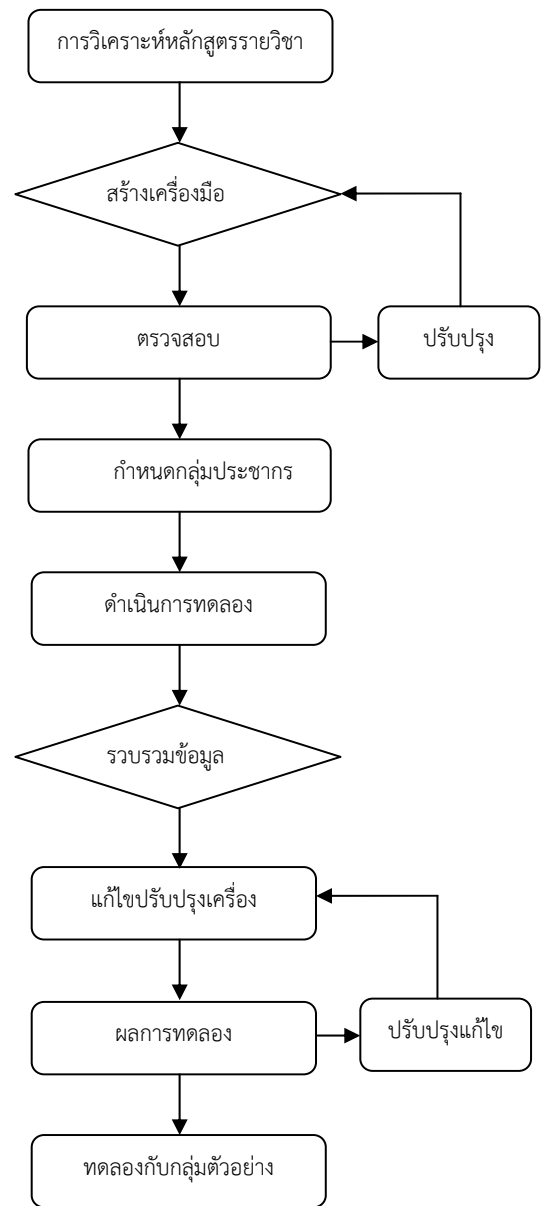 การวิเคราะห์หลักสูตรรายวิชา
สร้างเครื่องมือ
ตรวจสอบ
ปรับปรุง
กำหนดกลุ่มประชากร
ดำเนินการทดลอง
รวบรวมข้อมูล
แก้ไขปรับปรุงเครื่อง
ผลการทดลอง
ปรับปรุงแก้ไข
ทดลองกับกลุ่มตัวอย่าง